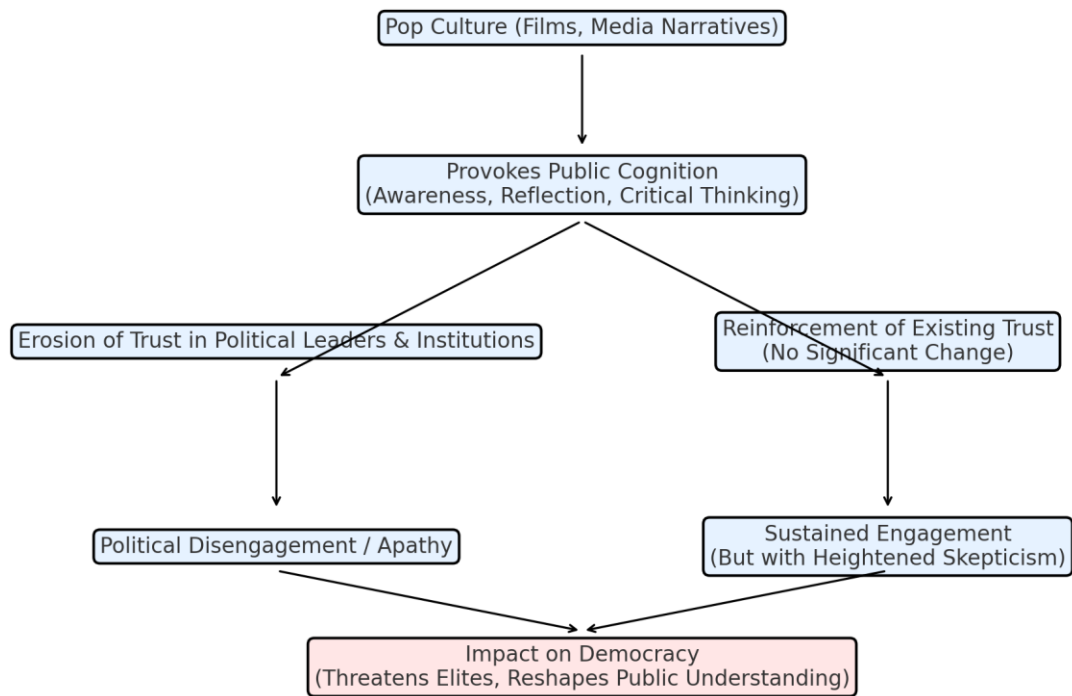 Pop Culture (Films, Media Narratives)
Provokes Public Cognition
(Awareness, Reflection, Critical Thinking)
Erosion of Trust in Political Leaders & Institutions
Reinforcement of Existing Trust
(No Significant Change)
Political Disengagement / Apathy
Sustained Engagement
(But with Heightened Skepticism)
Impact on Democracy
(Threatens Elites, Reshapes Public Understanding)